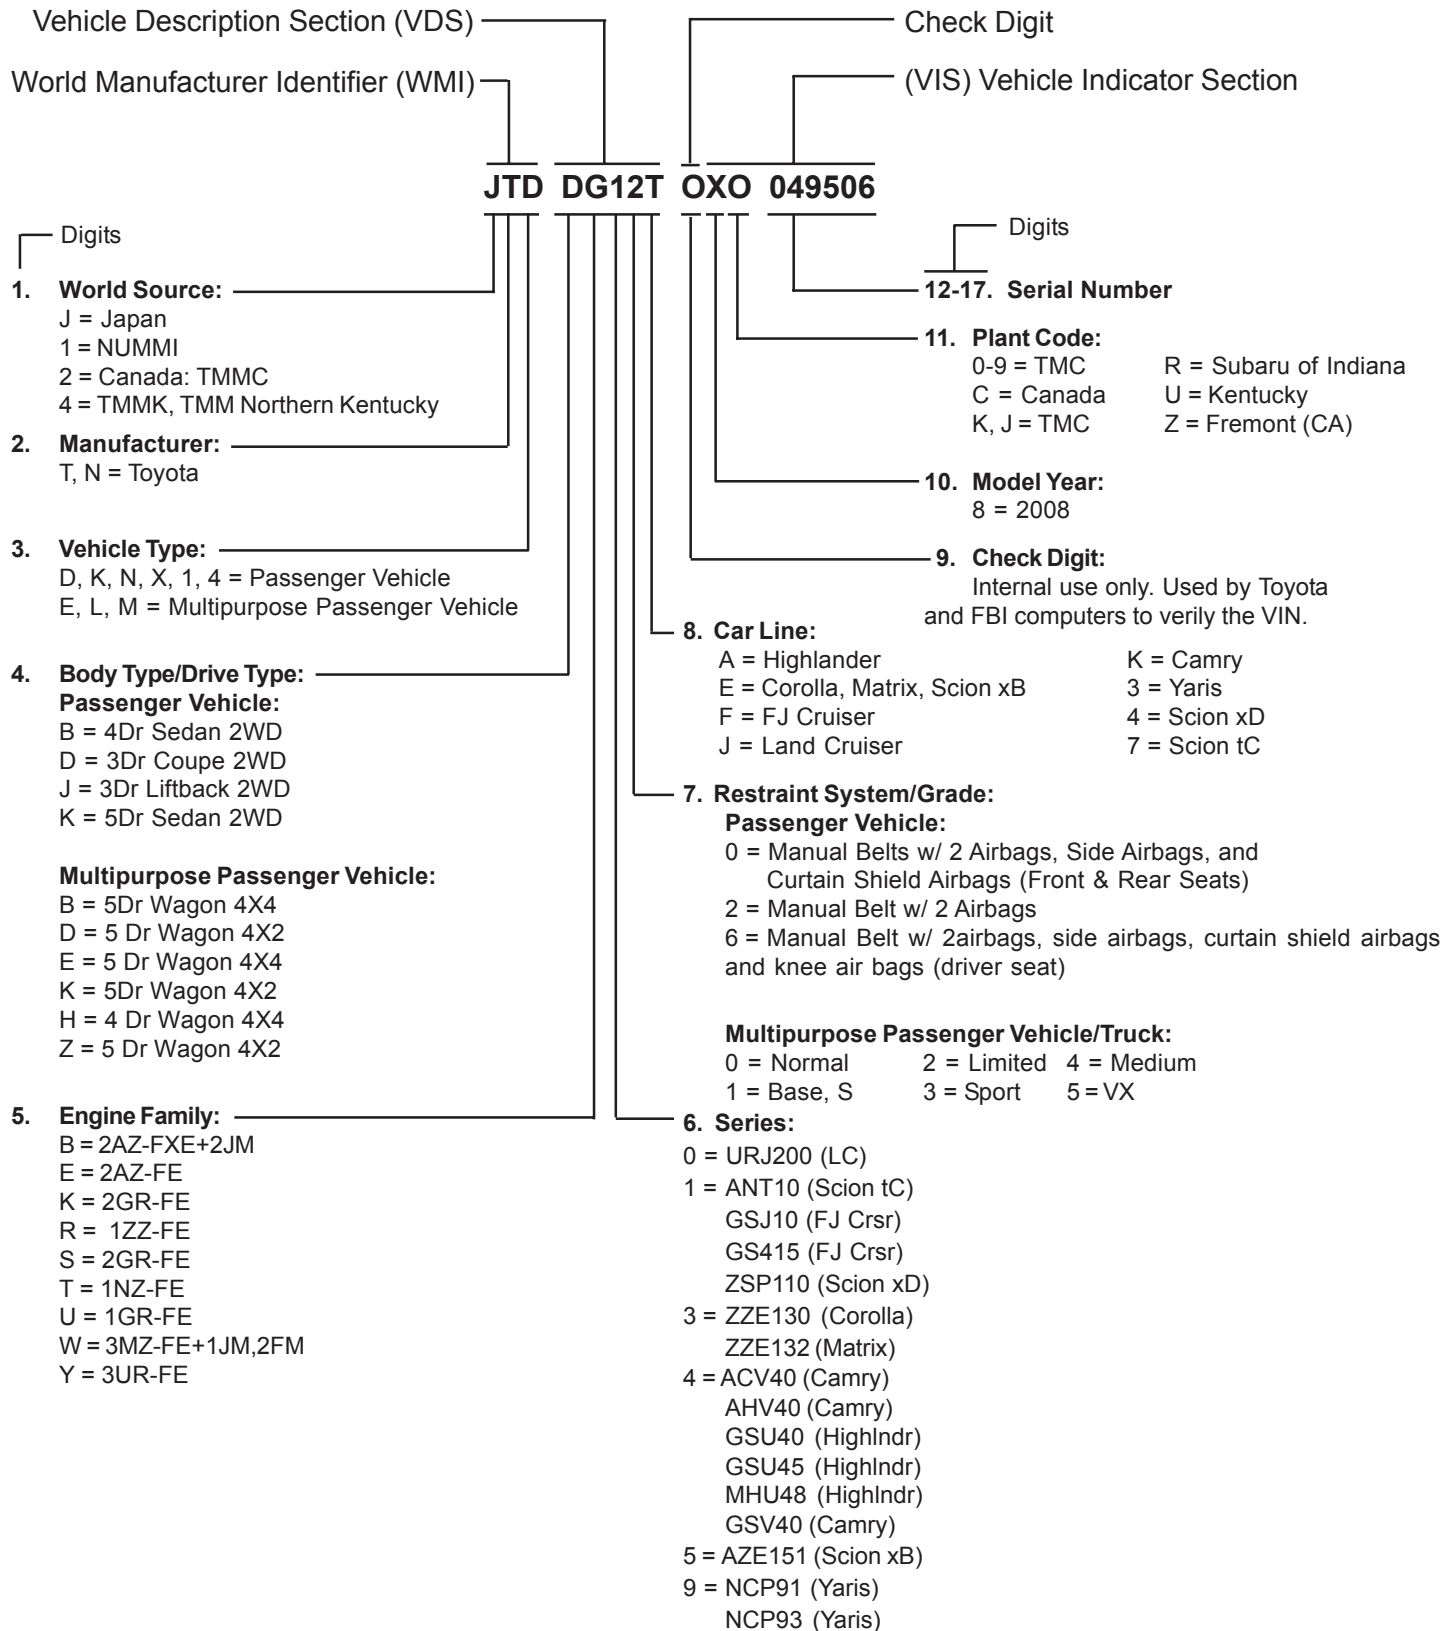 Vehicle Description Section (VDS)
Check Digit
World Manufacturer Identifier (WMI)
(VIS) Vehicle Indicator Section
JTD DG12T OXO 049506
Digits
1. World Source:
J = Japan
1 = NUMMI
2 = Canada: TMMC
4 = TMMK, TMM Northern Kentucky
2. Manufacturer:
T, N = Toyota
3. Vehicle Type:
D, K, N, X, 1, 4 = Passenger Vehicle
E, L, M = Multipurpose Passenger Vehicle
4. Body Type/Drive Type:
Passenger Vehicle:
B = 4Dr Sedan 2WD
D = 3Dr Coupe 2WD
J = 3Dr Liftback 2WD
K = 5Dr Sedan 2WD
Multipurpose Passenger Vehicle:
B = 5Dr Wagon 4X4
D = 5 Dr Wagon 4X2
E = 5 Dr Wagon 4X4
K = 5Dr Wagon 4X2
H = 4 Dr Wagon 4X4
Z = 5 Dr Wagon 4X2
5. Engine Family:
B = 2AZ-FXE+2JM
E = 2AZ-FE
K = 2GR-FE
R = 1ZZ-FE
S = 2GR-FE
T = 1NZ-FE
U = 1GR-FE
W = 3MZ-FE+1JM,2FM
Y = 3UR-FE
Digits
12-17. Serial Number
11. Plant Code:
0-9 = TMC R = Subaru of Indiana
C = Canada U = Kentucky
K, J = TMC Z = Fremont (CA)
10. Model Year:
8 = 2008
9. Check Digit:
Internal use only. Used by Toyota
and FBI computers to verily the VIN.
8. Car Line:
A = Highlander K = Camry
E = Corolla, Matrix, Scion xB 3 = Yaris
F = FJ Cruiser 4 = Scion xD
J = Land Cruiser 7 = Scion tC
7. Restraint System/Grade:
Passenger Vehicle:
0 = Manual Belts w/ 2 Airbags, Side Airbags, and
Curtain Shield Airbags (Front & Rear Seats)
2 = Manual Belt w/ 2 Airbags
6 = Manual Belt w/ 2airbags, side airbags, curtain shield airbags
and knee air bags (driver seat)
Multipurpose Passenger Vehicle/Truck:
0 = Normal 2 = Limited 4 = Medium
1 = Base, S 3 = Sport 5 = VX
6. Series:
0 = URJ200 (LC)
1 = ANT10 (Scion tC)
GSJ10 (FJ Crsr)
GS415 (FJ Crsr)
ZSP110 (Scion xD)
3 = ZZE130 (Corolla)
ZZE132 (Matrix)
4 = ACV40 (Camry)
AHV40 (Camry)
GSU40 (Highlndr)
GSU45 (Highlndr)
MHU48 (Highlndr)
GSV40 (Camry)
5 = AZE151 (Scion xB)
9 = NCP91 (Yaris)
NCP93 (Yaris)